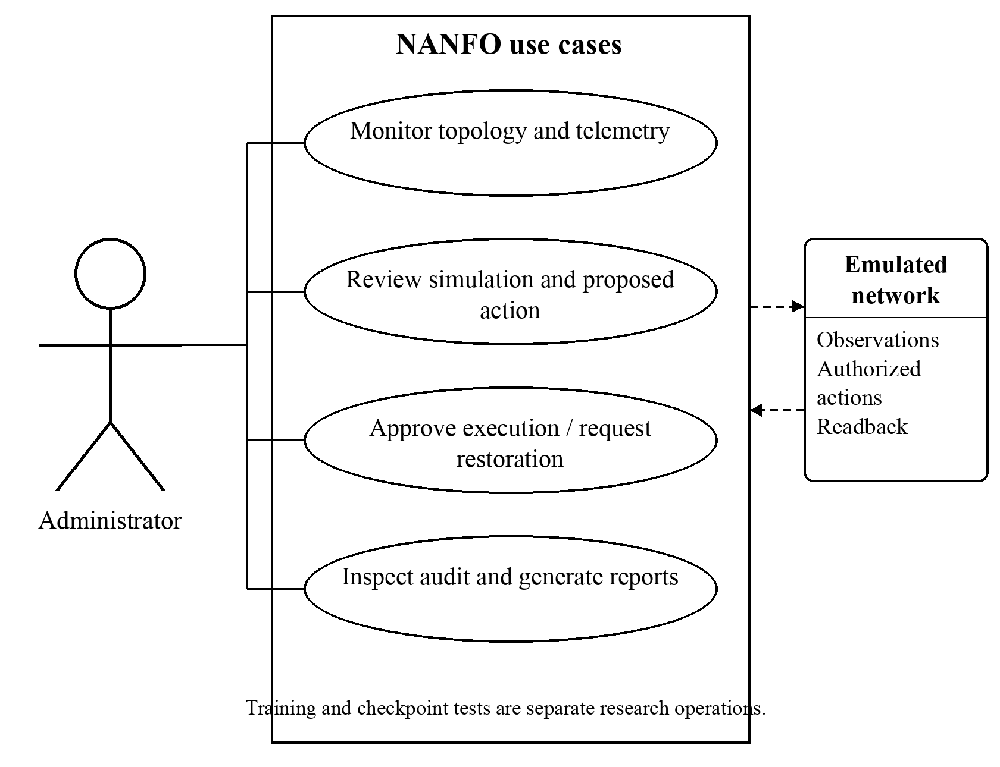 NANFO use cases
Monitor topology and telemetry
Review simulation and proposed
action
Approve execution / request
restoration
Inspect audit and generate reports
Training and checkpoint tests are separate research operations.
Administrator
Emulated
network
Observations
Authorized
actions
Readback